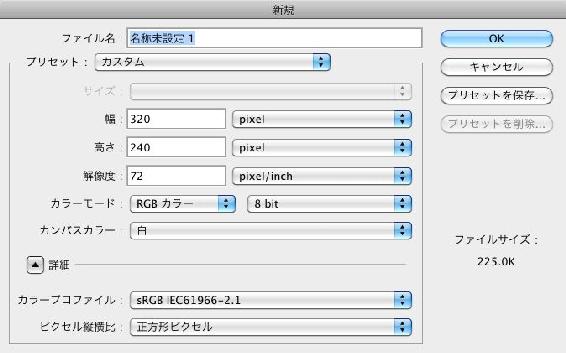 新規
ファイル名 名称未設定 1
OK
プリセット： カスタム
キャンセル
サイズ：
プリセットを保存...
幅： 320 pixel
プリセットを削除...
高さ： 240 pixel
解像度： 72 pixel/inch
カラーモード： RGB カラー 8 bit
カンバスカラー： 白
ファイルサイズ：
225.0K
詳細
カラープロファイル： sRGB IEC61966-2.1
ピクセル縦横比： 正方形ピクセル